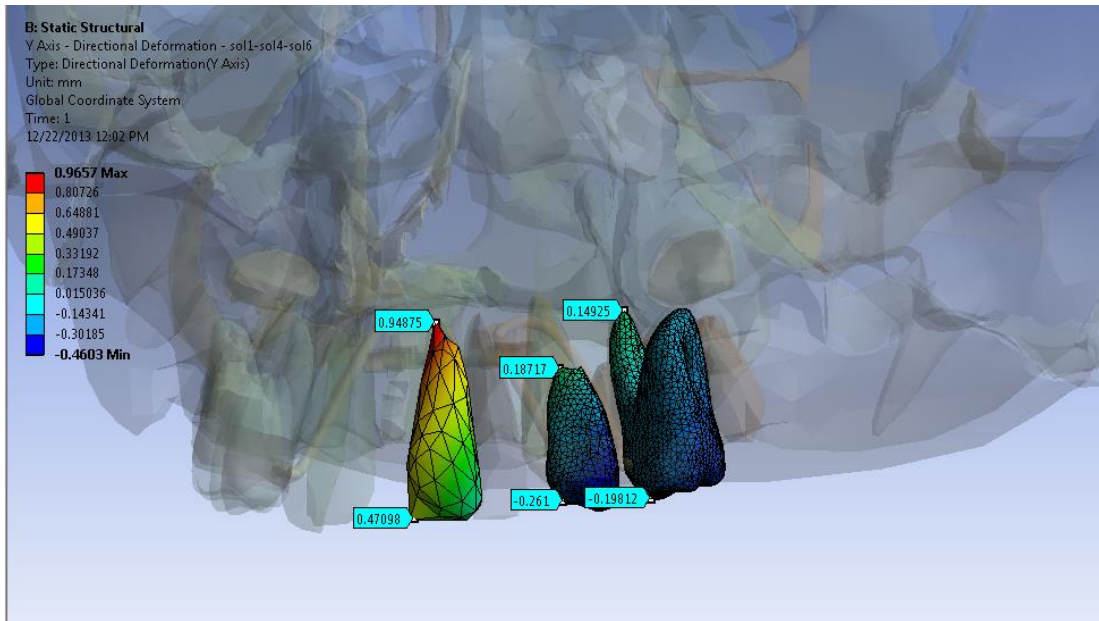 B: Static Structural
Y Axis - Directional Deformation - sol1-sol4-sol6
Type: Directional Deformation(Y Axis)
Unit: mm
Global Coordinate System
Time: 1
12/22/2013 12:02 PM
0.9657 Max
0.80726
0.64881
0.49037
0.33192
0.17348
0.015036
-0.14341
-0.30185
-0.4603 Min
0.94875
0.14925
0.18717
-0.261
-0.19812
0.47098